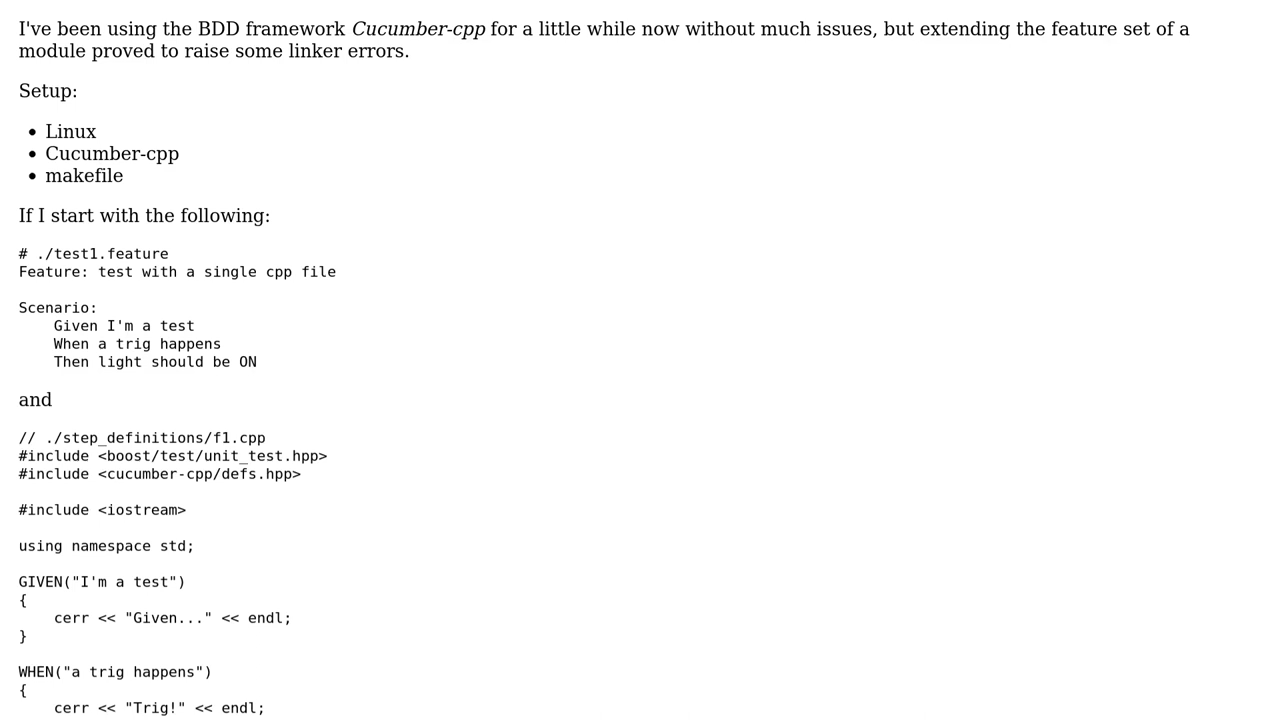 I've been using the BDD framework Cucumber-cpp for a little while now without much issues, but extending the feature set of a
module proved to raise some linker errors.
Setup:
• Linux
• Cucumber-cpp
• makefile
If I start with the following:
# ./test1.feature
Feature: test with a single cpp file
Scenario:
    Given I'm a test
    When a trig happens
    Then light should be ON
and
// ./step_definitions/f1.cpp
#include <boost/test/unit_test.hpp>
#include <cucumber-cpp/defs.hpp>
#include <iostream>
using namespace std;
GIVEN("I'm a test")
{
    cerr << "Given..." << endl;
}
WHEN("a trig happens")
{
    cerr << "Trig!" << endl;